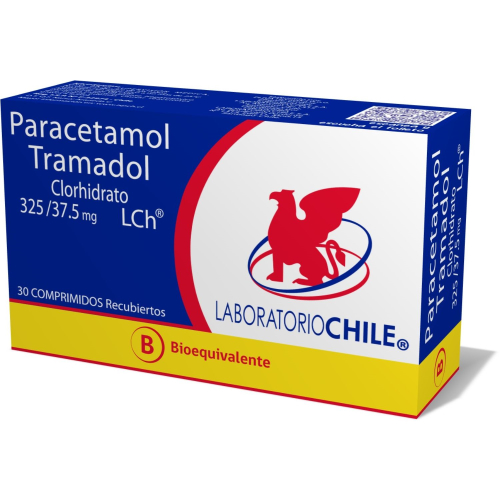 Paracetamol
Tramadol
Clorhidrato
325/37.5 mg LCh®
30 COMPRIMIDOS Recubiertos
B Bioequivalente
LABORATORIOCHILE®
Paracetamol
Tramadol
Clorhidrato
325/37.5 mg LCh®
B